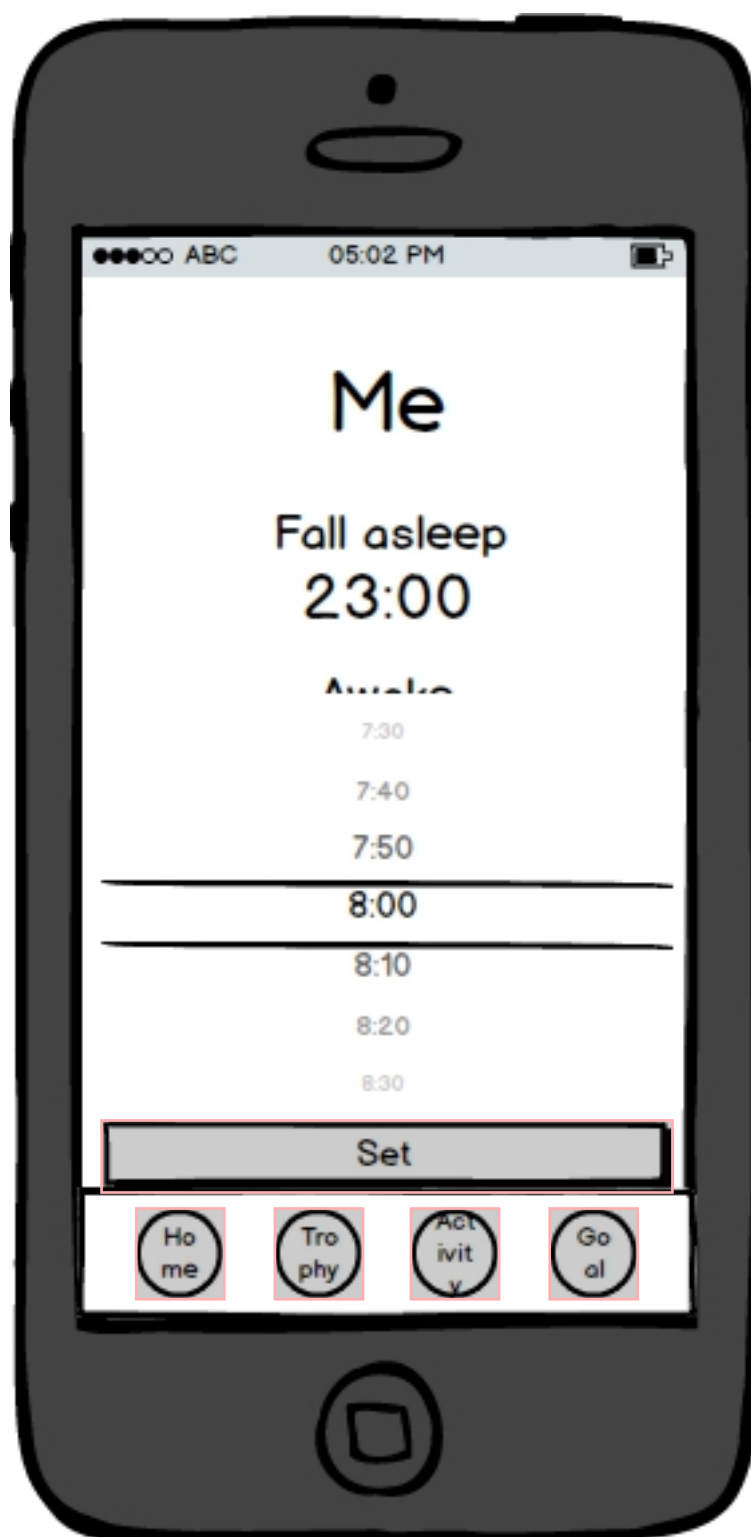 ABC 05:02 PM
Me
Fall asleep
23:00
Awake
7:30
7:40
7:50
8:00
8:10
8:20
8:30
Set
Ho
me
Tro
phy
Act
ivit
y
Go
al